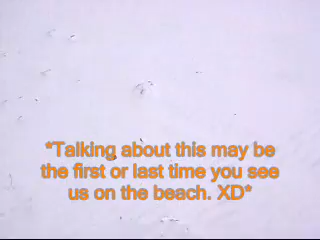 *Talking about this may be
the first or last time you see
us on the beach. XD*